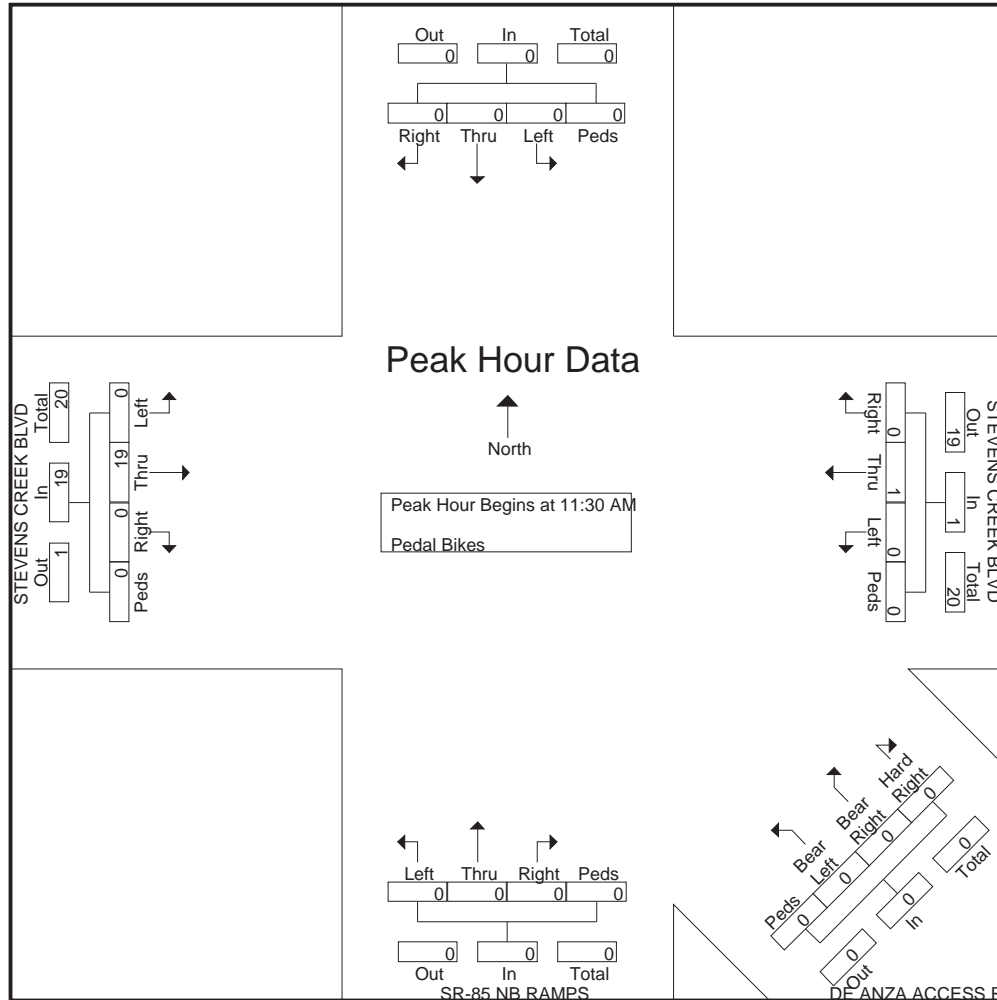 Out In Total
0 0 0
0 0 0 0
Right Thru Left Peds
Peak Hour Data
North
Peak Hour Begins at 11:30 AM
Pedal Bikes
STEVENS CREEK BLVD
Total In Out
20 19 1
0 19 0 0
Left Thru Right Peds
Right Thru Left Peds
0 1 0 0
19 1 20
Out In Total
STEVENS CREEK BLVD
Left Thru Right Peds
0 0 0 0
0 0 0
Out In Total
SR-85 NB RAMPS
Peds Bear Left Bear Right Hard Right
0 0 0 0
0 0 0
Out In Total
DE ANZA ACCESS